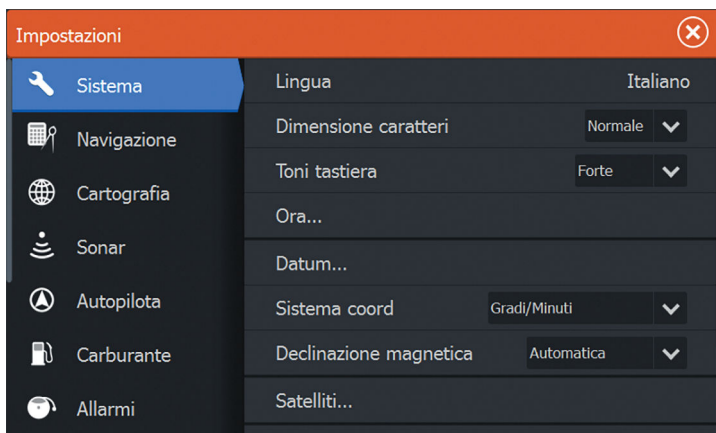 Impostazioni
Sistema
Navigazione
Cartografia
Sonar
Autopilota
Carburante
Allarmi
Lingua Italiano
Dimensione caratteri Normale
Toni tastiera Forte
Ora...
Datum...
Sistema coord Gradi/Minuti
Declinazione magnetica Automatica
Satelliti...